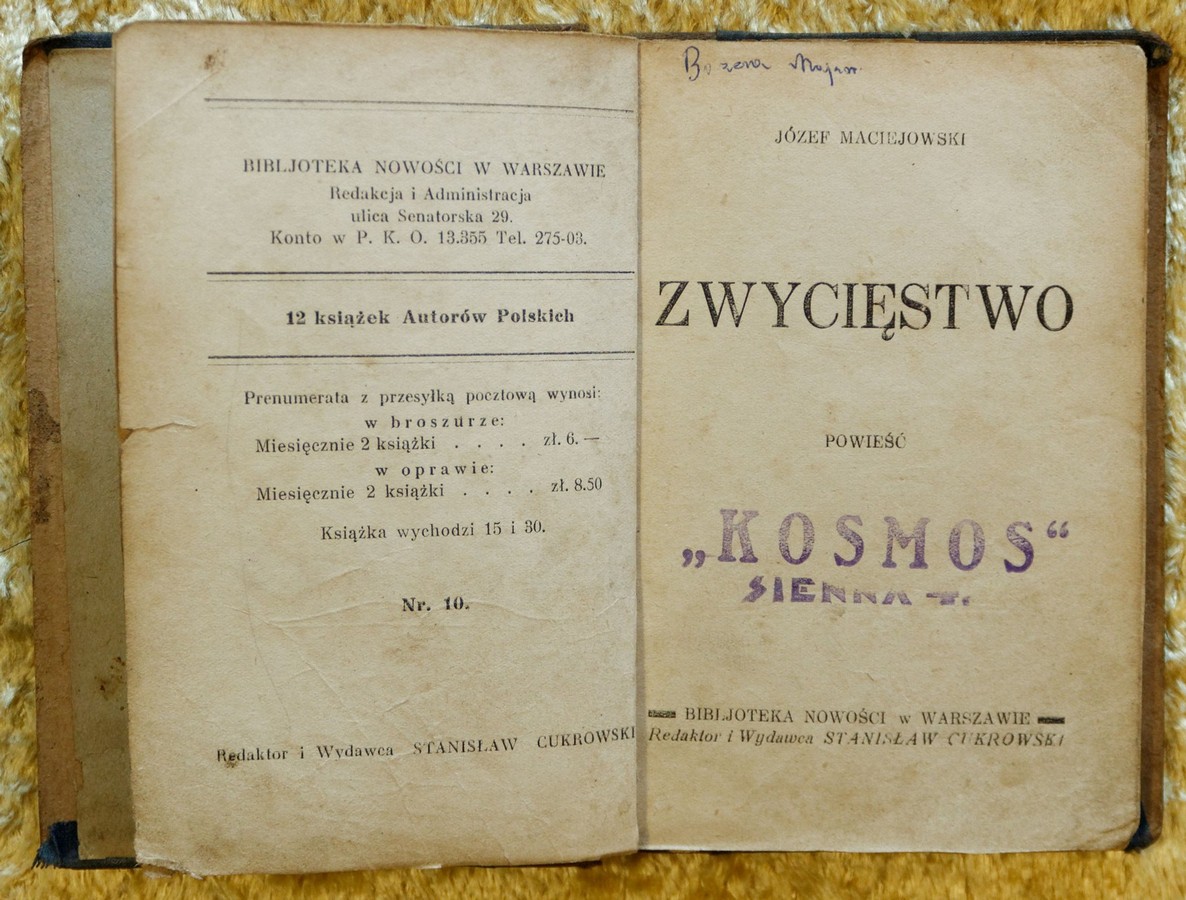 BIBLJOTEKA NOWOŚCI W WARSZAWIE
Redakcja i Administracja
ulica Senatorska 29.
Konto w P. K. O. 13.355 Tel. 275-03.
12 książek Autorów Polskich
Prenumerata z przesyłką pocztową wynosi:
w broszurze:
Miesięcznie 2 książki . . . . zł. 6.—
w oprawie:
Miesięcznie 2 książki . . . . zł. 8.50
Książka wychodzi 15 i 30.
Nr. 10.
Redaktor i Wydawca STANISŁAW CUKROWSKI
Bożena
JÓZEF MACIEJOWSKI
ZWYCIĘSTWO
POWIEŚĆ
„KOSMOS“
SIENNA 4.
BIBLJOTEKA NOWOŚCI w WARSZAWIE
Redaktor i Wydawca STANISŁAW CUKROWSKI